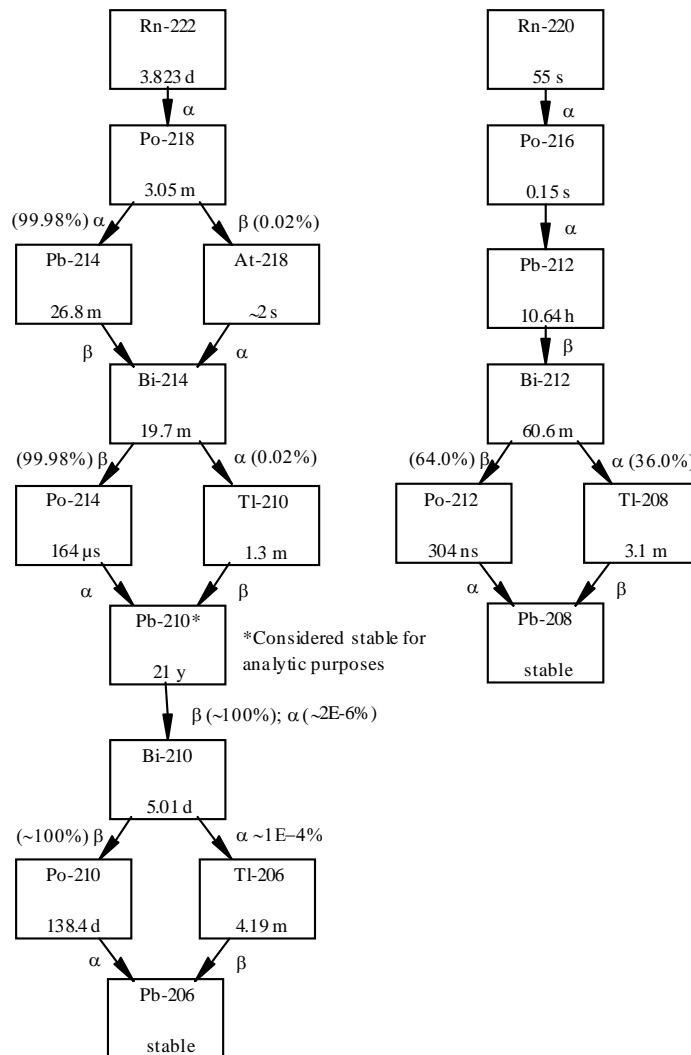 Rn-222
3.823 d
α
Po-218
3.05 m
(99.98%) α
β (0.02%)
Pb-214
26.8 m
At-218
~2 s
β
α
Bi-214
19.7 m
(99.98%) β
α (0.02%)
Po-214
164 μs
Tl-210
1.3 m
α
β
Pb-210*
21 y
*Considered stable for
analytic purposes
β (~100%); α (~2E-6%)
Bi-210
5.01 d
(~100%) β
α ~1E−4%
Po-210
138.4 d
Tl-206
4.19 m
α
β
Pb-206
stable
Rn-220
55 s
α
Po-216
0.15 s
α
Pb-212
10.64 h
β
Bi-212
60.6 m
(64.0%) β
α (36.0%)
Po-212
304 ns
Tl-208
3.1 m
α
β
Pb-208
stable